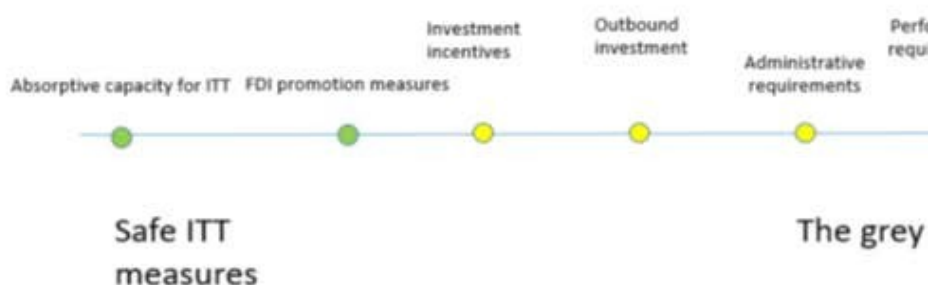 Investment
incentives
Outbound
investment
Administrative
requirements
Absorptive capacity for ITT
FDI promotion measures
Safe ITT
measures
The grey